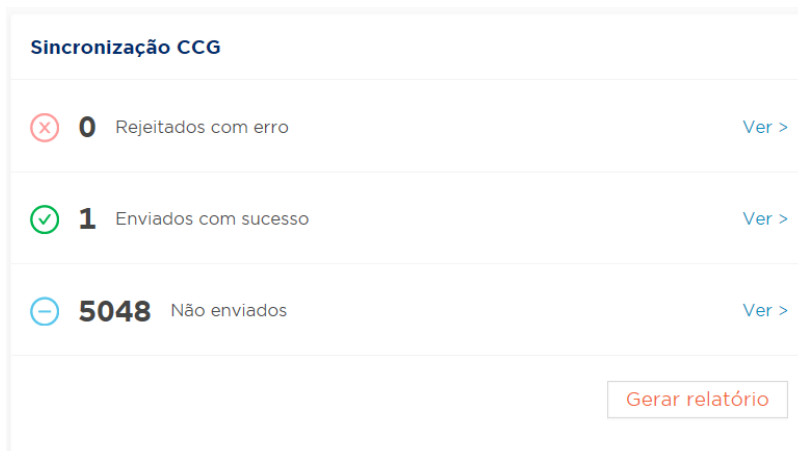 Sincronização CCG
0 Rejeitados com erro Ver >
1 Enviados com sucesso Ver >
5048 Não enviados Ver >
Gerar relatório